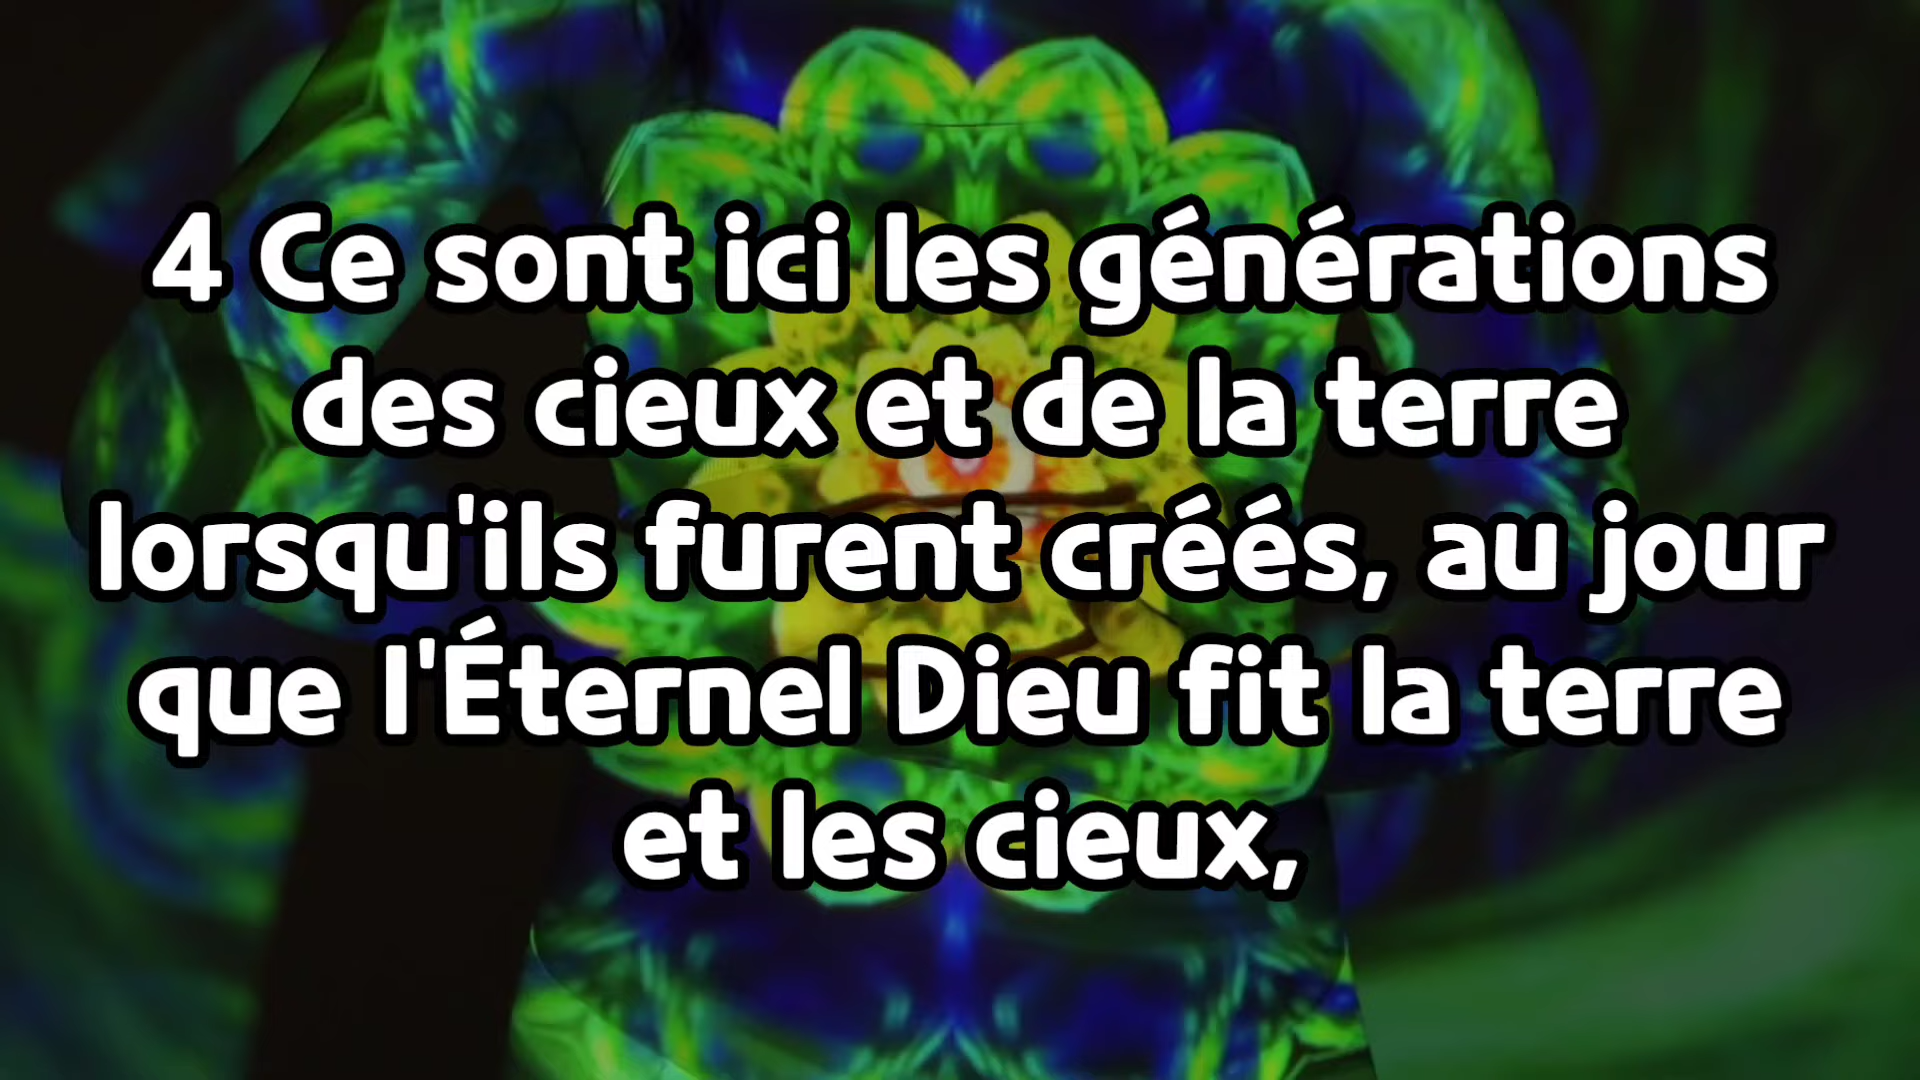 4 Ce sont ici les générations
des cieux et de la terre
lorsqu'ils furent créés, au jour
que l'Éternel Dieu fit la terre
et les cieux,